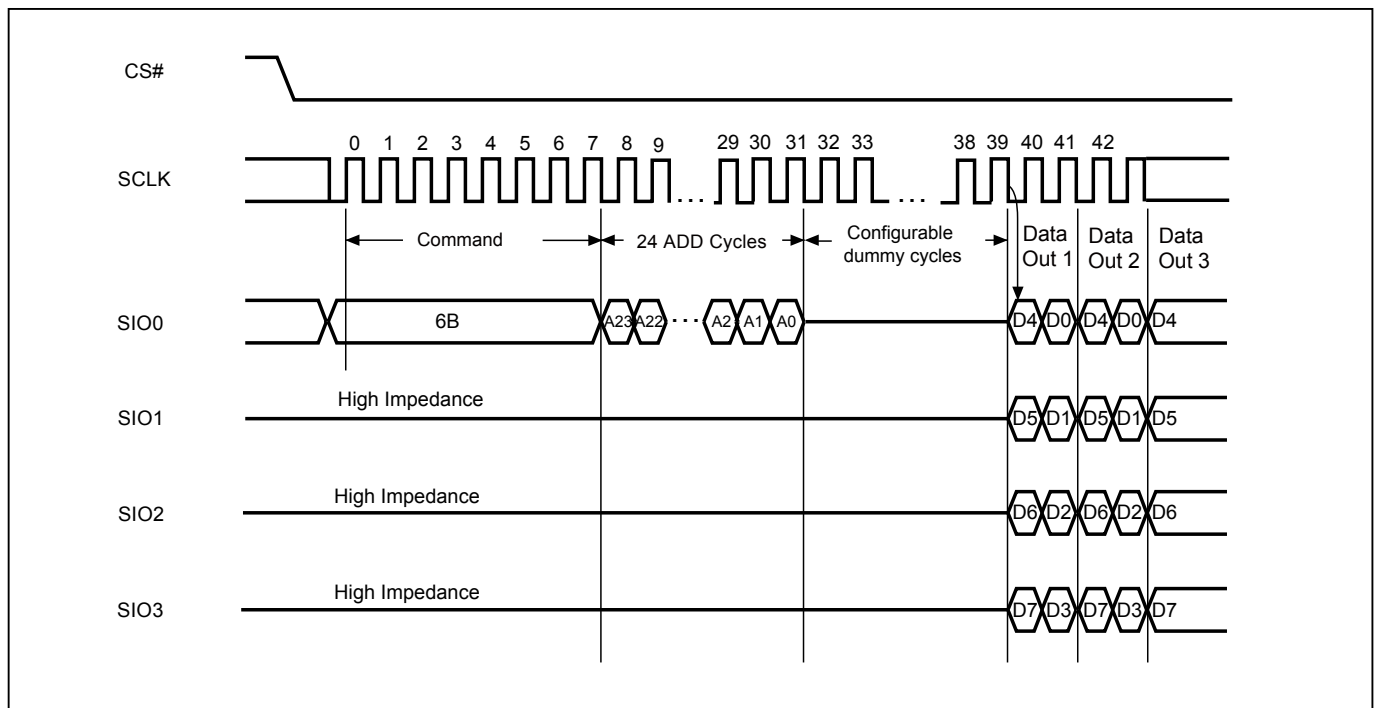 CS#
0 1 2 3 4 5 6 7 8 9 29 30 31 32 33 38 39 40 41 42
SCLK
. . . . . .
Command 24 ADD Cycles Configurable dummy cycles Data Out 1 Data Out 2 Data Out 3
SIO0 6B A23 A22 · · · A2 A1 A0 D4 D0 D4 D0 D4
High Impedance
SIO1 D5 D1 D5 D1 D5
High Impedance
SIO2 D6 D2 D6 D2 D6
High Impedance
SIO3 D7 D3 D7 D3 D7